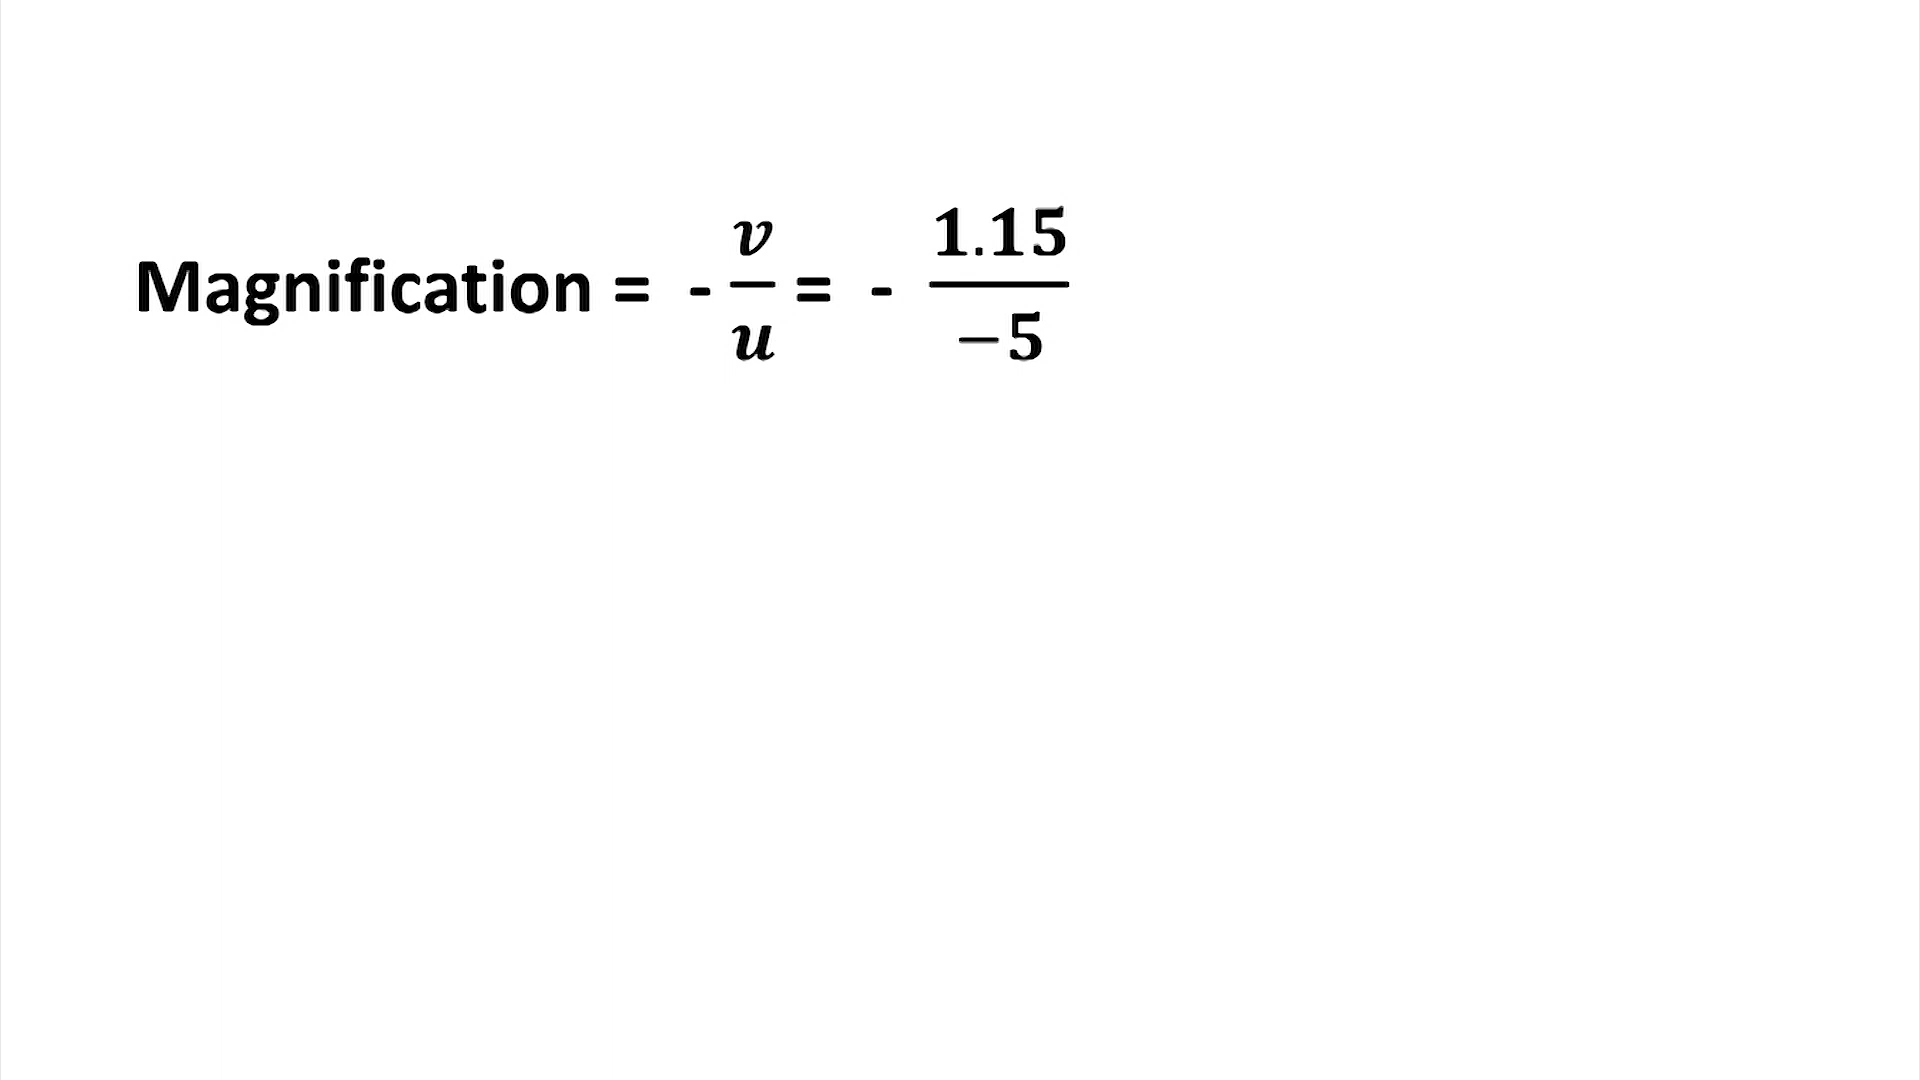 Magnification = - v/u = - 1.15/−5